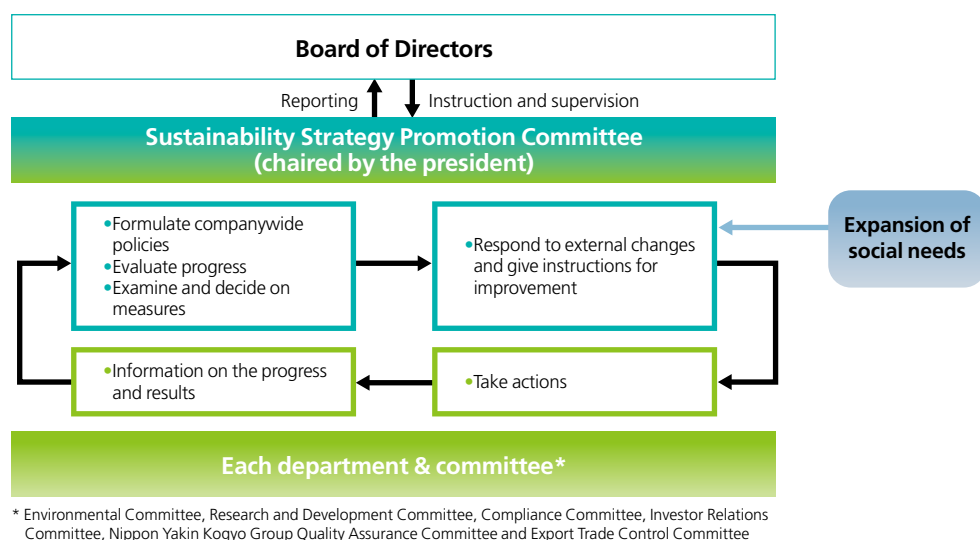 Board of Directors
Reporting
Instruction and supervision
Sustainability Strategy Promotion Committee
(chaired by the president)
•Formulate companywide
policies
•Evaluate progress
•Examine and decide on
measures
•Respond to external changes
and give instructions for
improvement
Expansion of
social needs
•Information on the progress
and results
•Take actions
Each department & committee*
* Environmental Committee, Research and Development Committee, Compliance Committee, Investor Relations
Committee, Nippon Yakin Kogyo Group Quality Assurance Committee and Export Trade Control Committee